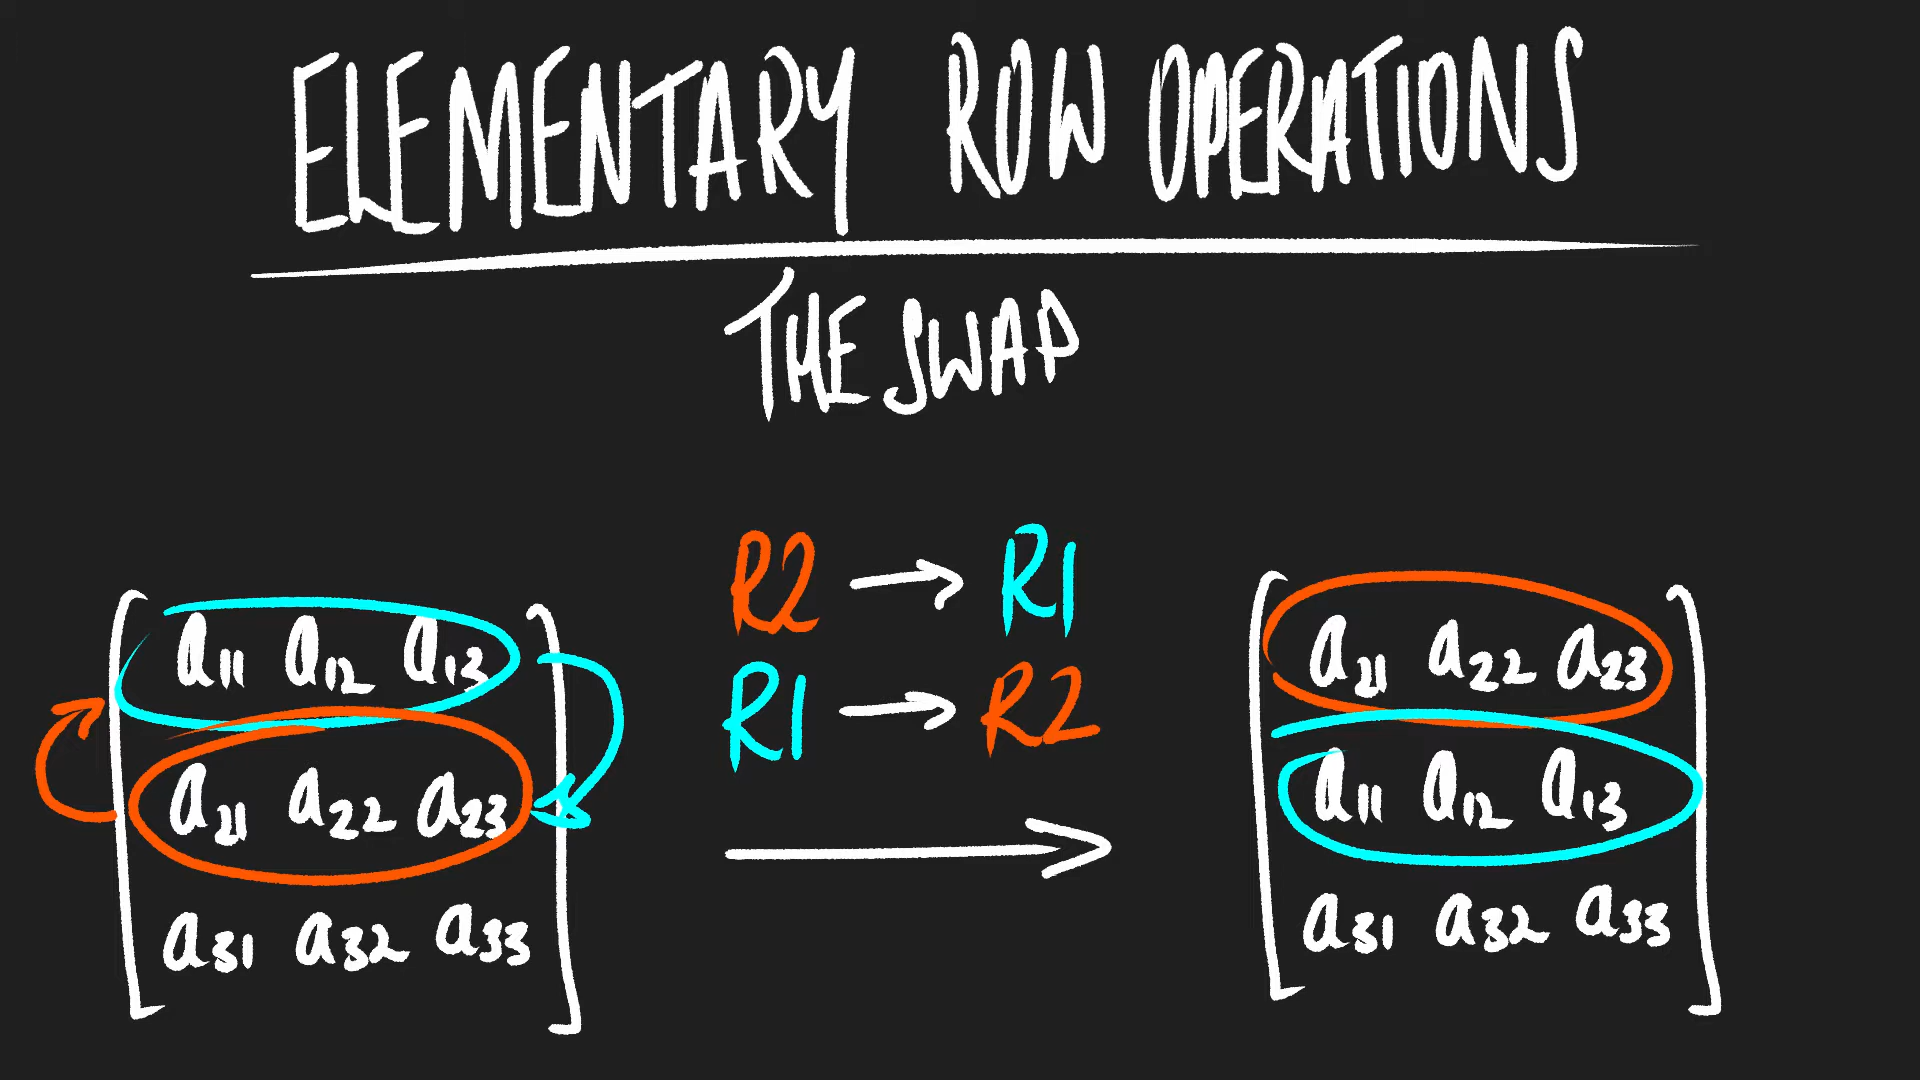 ELEMENTARY ROW OPERATIONS
THE SWAP
R2 → R1
R1 → R2
a11 a12 a13
a21 a22 a23
a31 a32 a33
a21 a22 a23
a11 a12 a13
a31 a32 a33